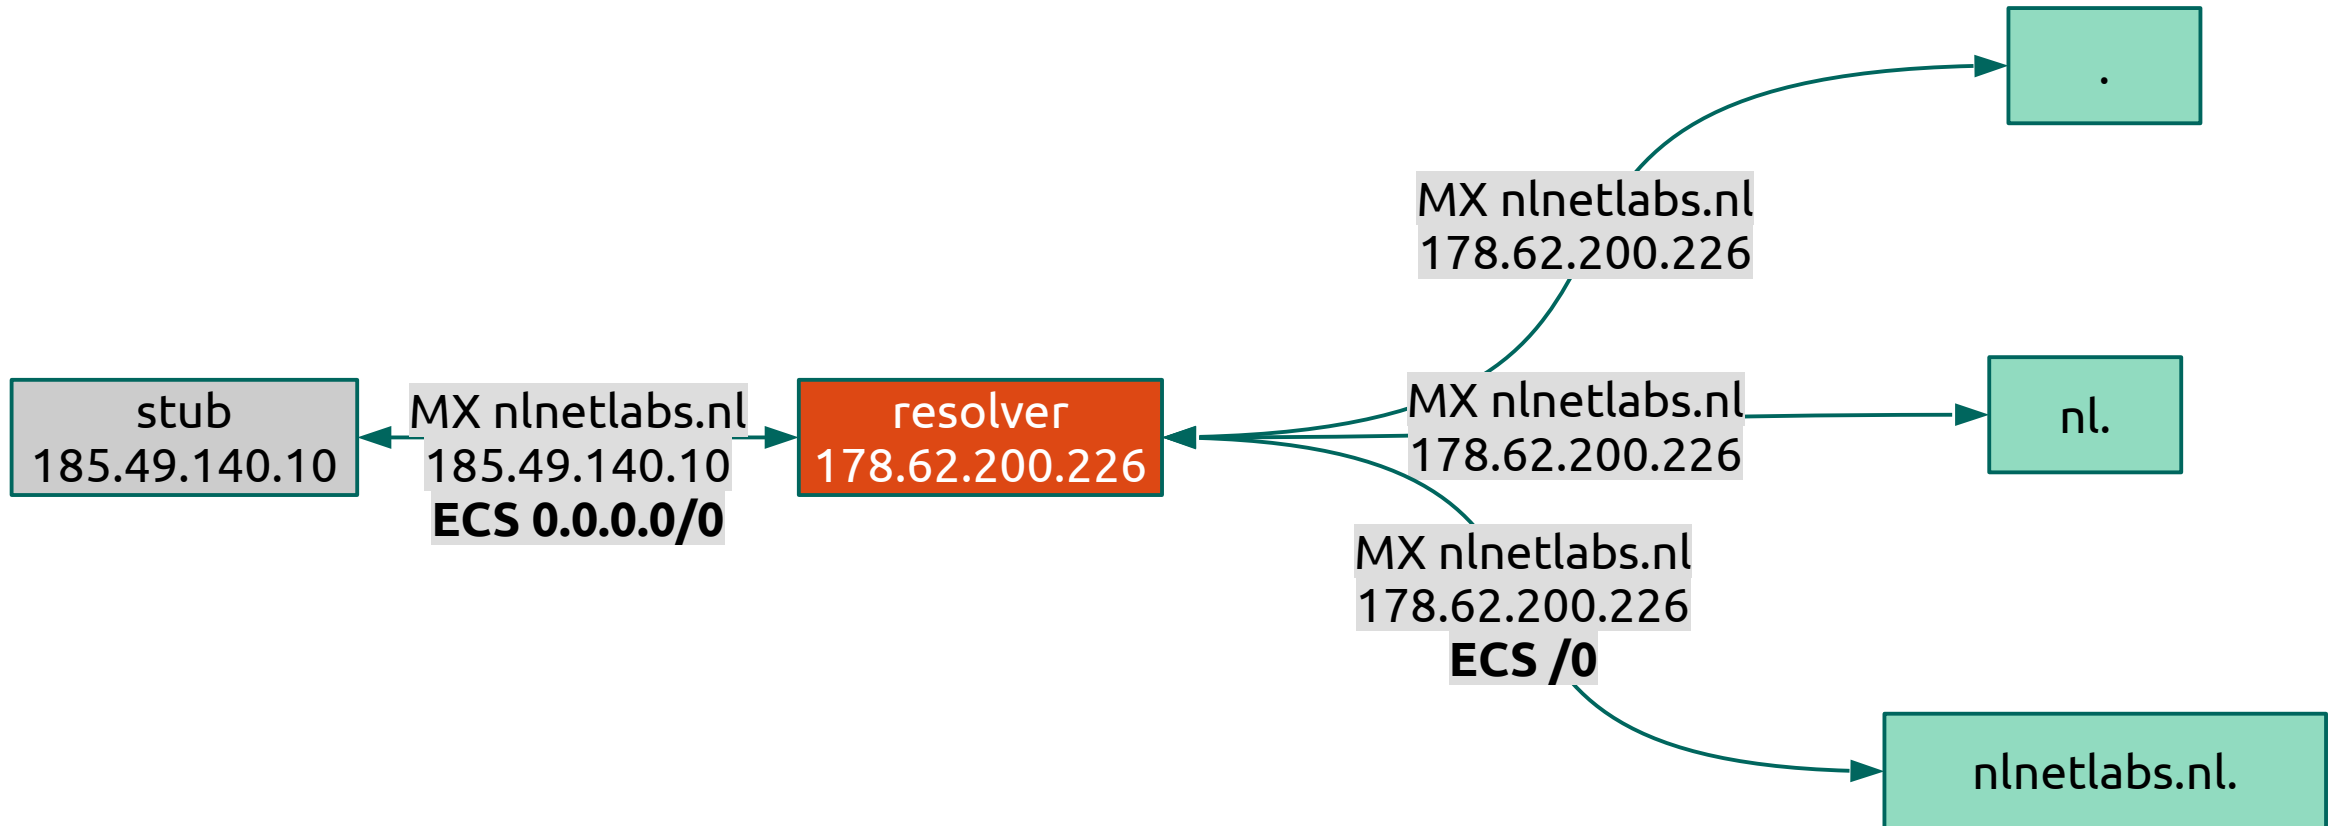 .
MX nlnetlabs.nl
178.62.200.226
stub
185.49.140.10
MX nlnetlabs.nl
185.49.140.10
ECS 0.0.0.0/0
resolver
178.62.200.226
MX nlnetlabs.nl
178.62.200.226
nl.
MX nlnetlabs.nl
178.62.200.226
ECS /0
nlnetlabs.nl.